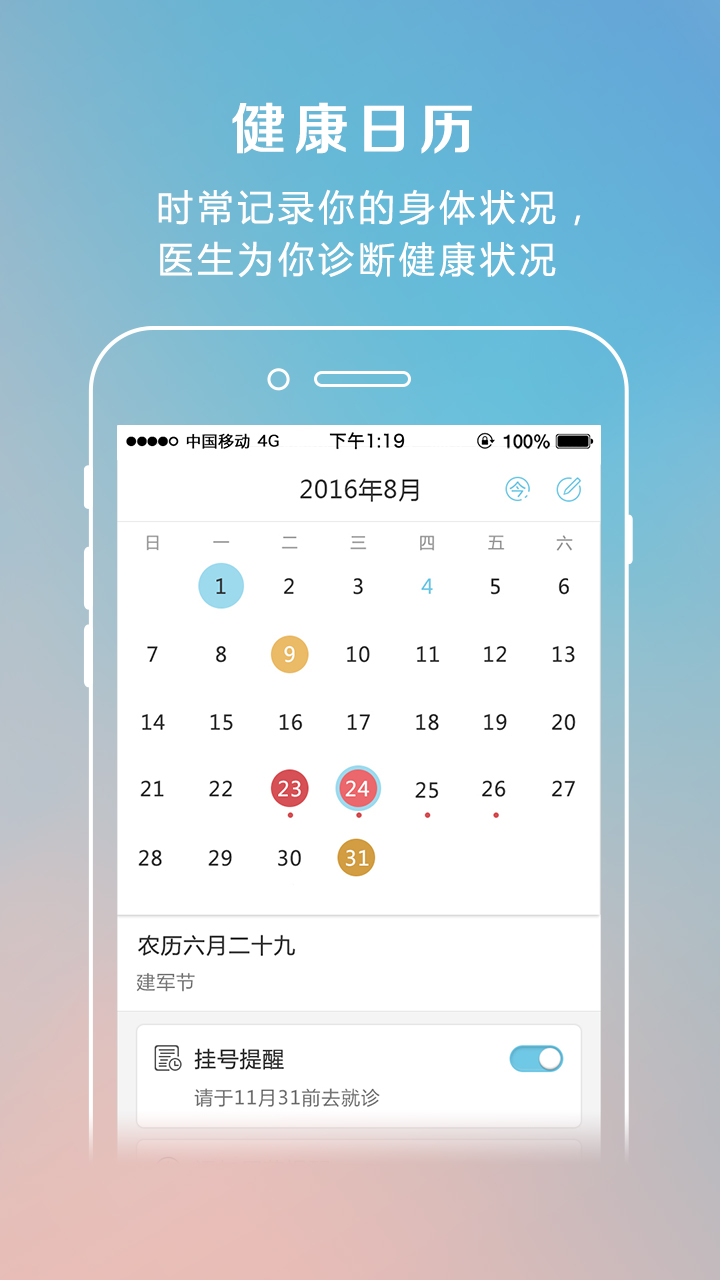 健康日历
时常记录你的身体状况，
医生为你诊断健康状况
中国移动 4G 下午1:19 100%
2016年8月 今
日 一 二 三 四 五 六
1 2 3 4 5 6
7 8 9 10 11 12 13
14 15 16 17 18 19 20
21 22 23 24 25 26 27
28 29 30 31
农历六月二十九
建军节
挂号提醒
请于11月31前去就诊